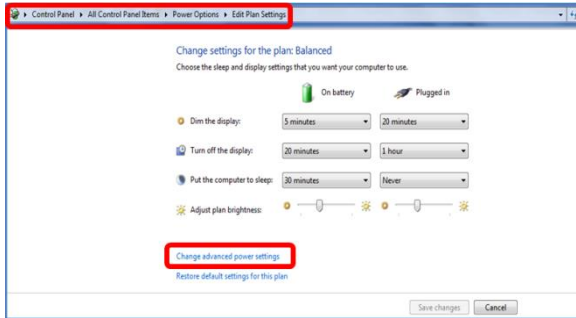 Control Panel ▸ All Control Panel Items ▸ Power Options ▸ Edit Plan Settings
Change settings for the plan: Balanced
Choose the sleep and display settings that you want your computer to use.
On battery Plugged in
Dim the display: 5 minutes 20 minutes
Turn off the display: 20 minutes 1 hour
Put the computer to sleep: 30 minutes Never
Adjust plan brightness:
Change advanced power settings
Restore default settings for this plan
Save changes Cancel